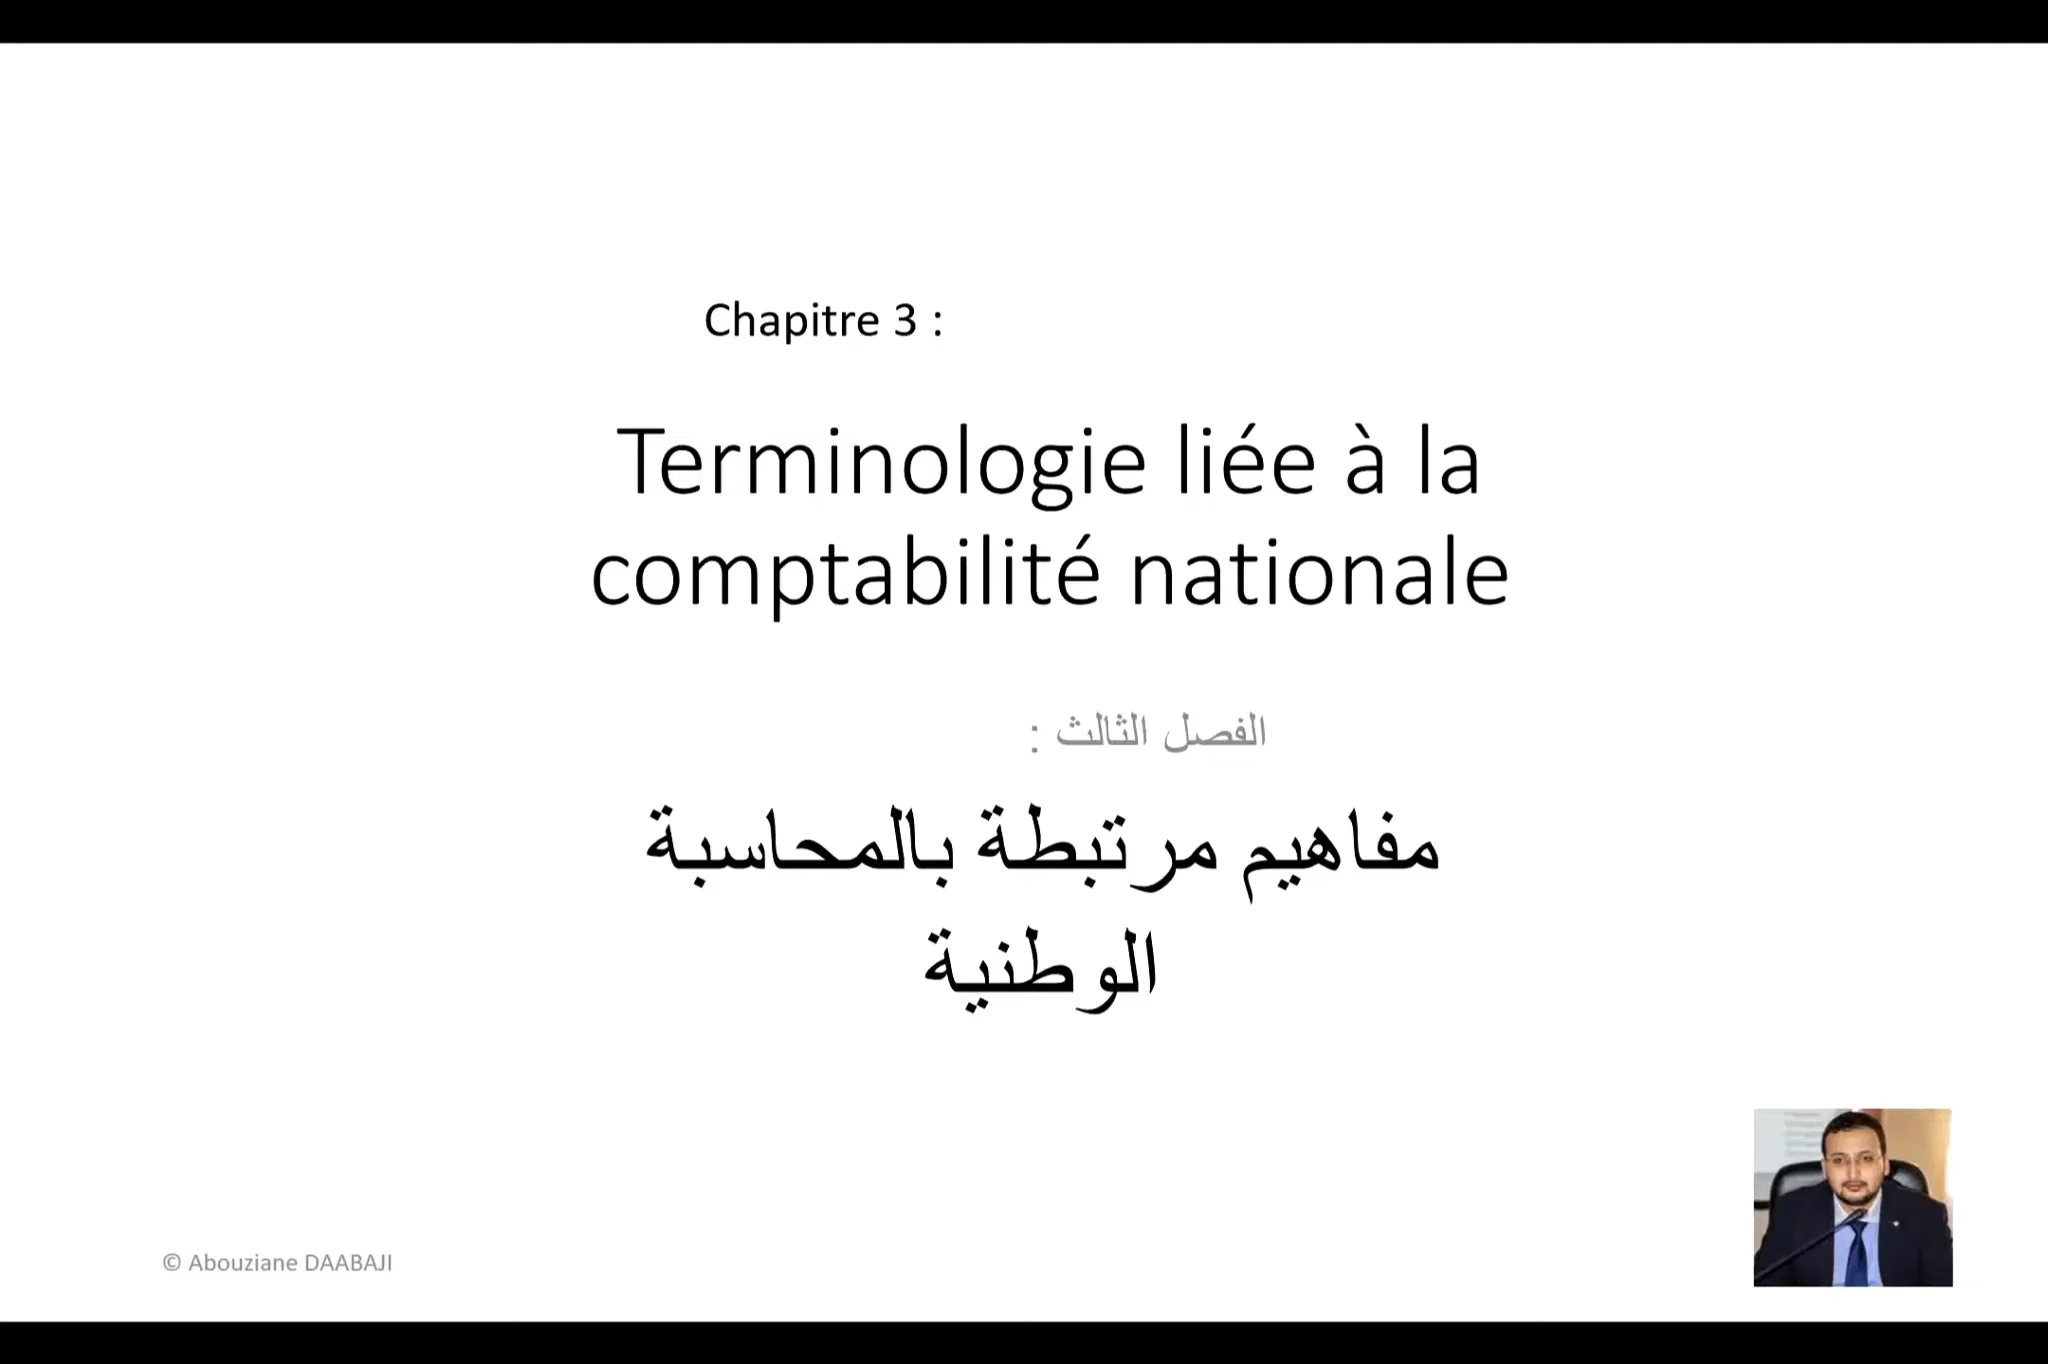 Chapitre 3 :
Terminologie liée à la
comptabilité nationale
الفصل الثالث :
مفاهيم مرتبطة بالمحاسبة
الوطنية
© Abouziane DAABAJI